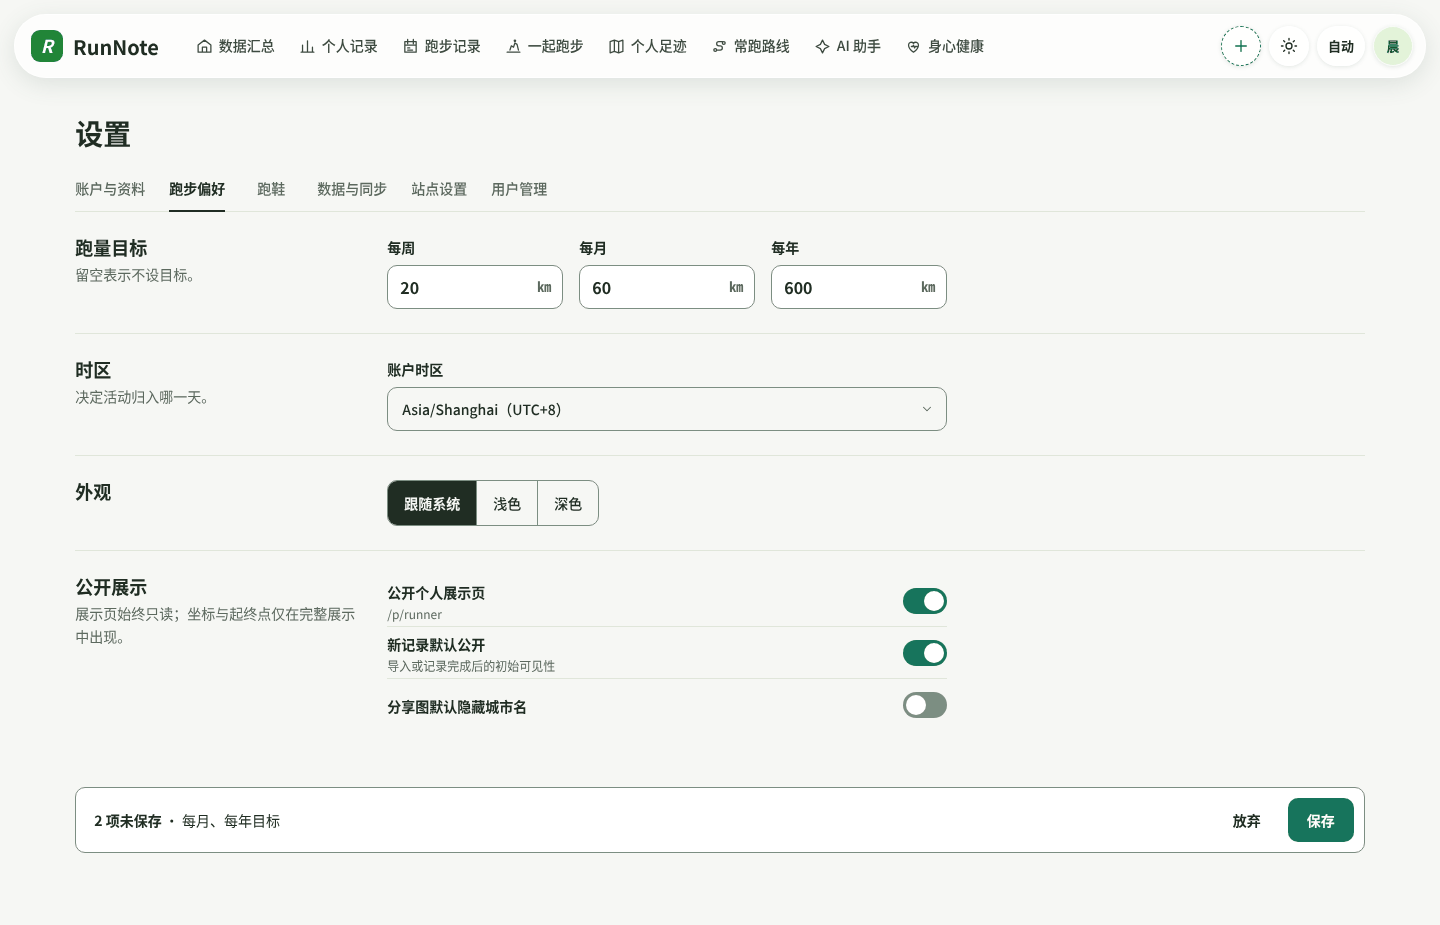 R RunNote 数据汇总 个人记录 跑步记录 一起跑步 个人足迹 常跑路线 AI 助手 身心健康 自动 晨
设置
账户与资料 跑步偏好 跑鞋 数据与同步 站点设置 用户管理
跑量目标
留空表示不设目标。
每周 每月 每年
20 km 60 km 600 km
时区
决定活动归入哪一天。
账户时区
Asia/Shanghai（UTC+8）
外观
跟随系统 浅色 深色
公开展示
展示页始终只读；坐标与起终点仅在完整展示
中出现。
公开个人展示页
/p/runner
新记录默认公开
导入或记录完成后的初始可见性
分享图默认隐藏城市名
2 项未保存 · 每月、每年目标 放弃 保存